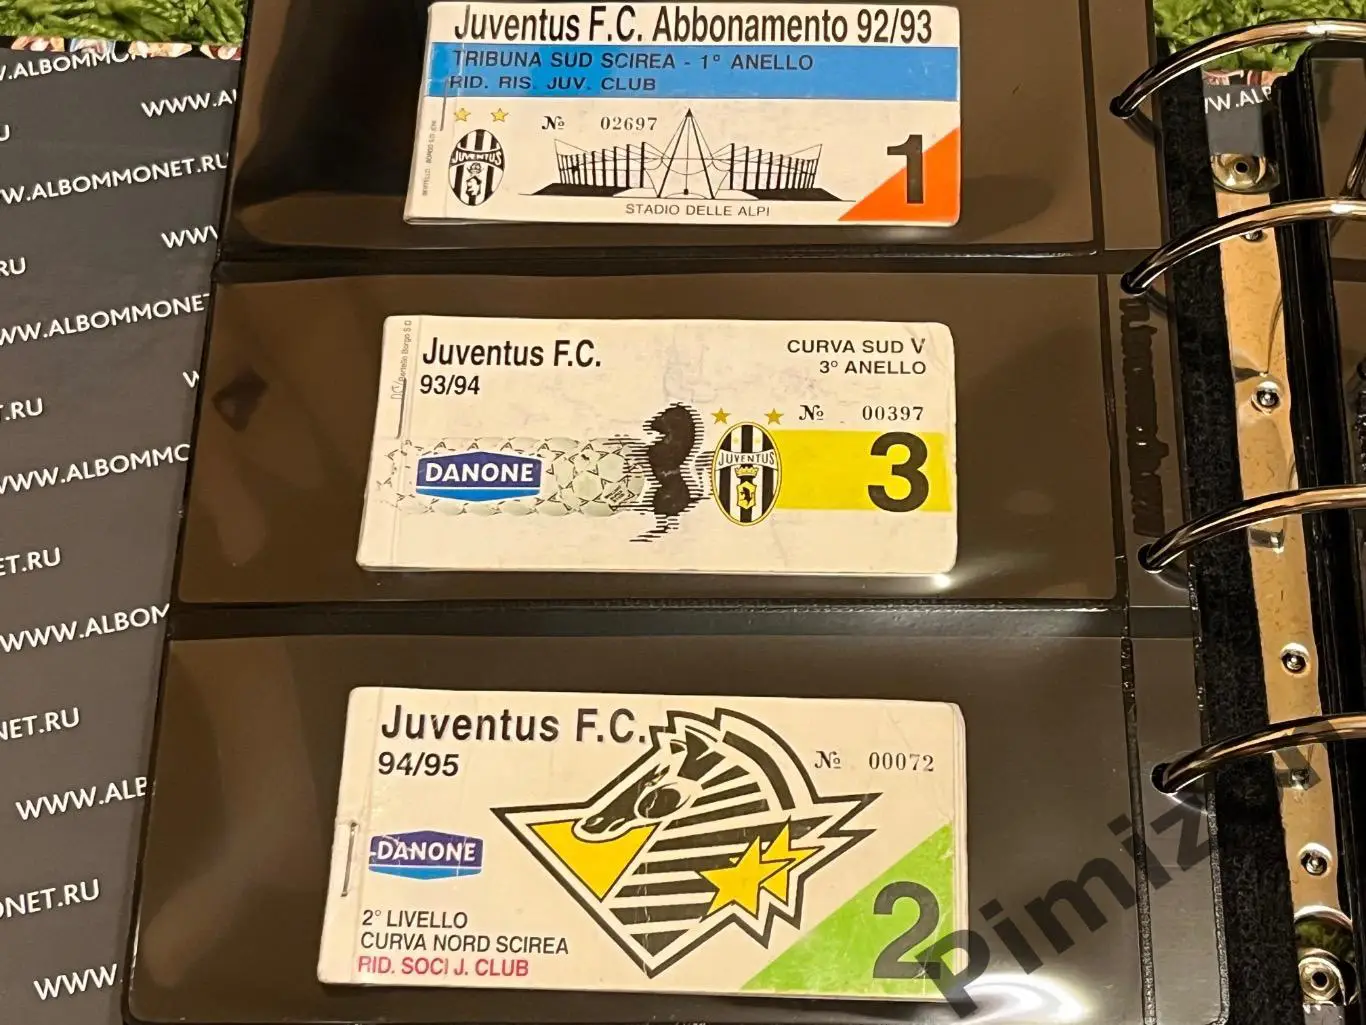 Juventus F.C. Abbonamento 92/93
TRIBUNA SUD SCIREA - 1° ANELLO
RID. RIS. JUV. CLUB
№ 02697
JUVENTUS
STADIO DELLE ALPI
1
Juventus F.C.
93/94
CURVA SUD V
3° ANELLO
№ 00397
DANONE
JUVENTUS
3
Juventus F.C.
94/95
№ 00072
DANONE
2° LIVELLO
CURVA NORD SCIREA
RID. SOCI J. CLUB
2
WWW.ALBOMMONET.RU
Pimiz